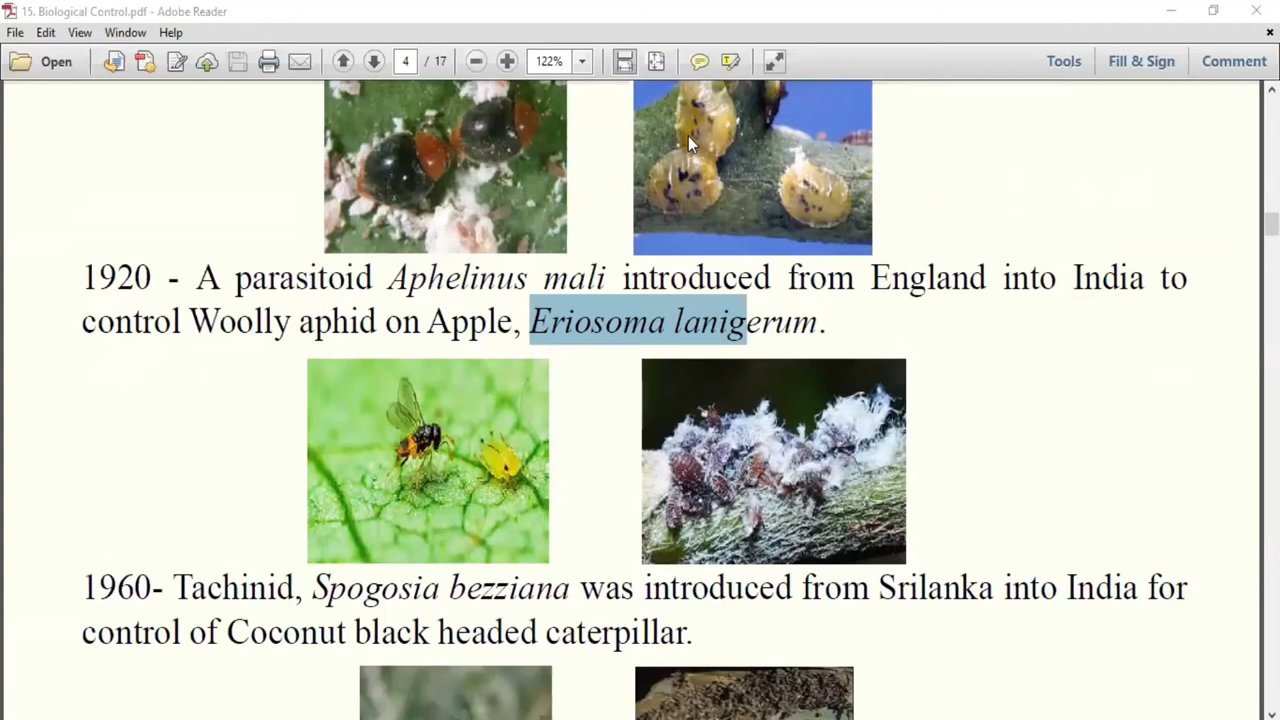 15. Biological Control.pdf - Adobe Reader
File Edit View Window Help
Open 4 / 17 122% Tools Fill & Sign Comment
1920 - A parasitoid Aphelinus mali introduced from England into India to
control Woolly aphid on Apple, Eriosoma lanigerum.
1960- Tachinid, Spogosia bezziana was introduced from Srilanka into India for
control of Coconut black headed caterpillar.